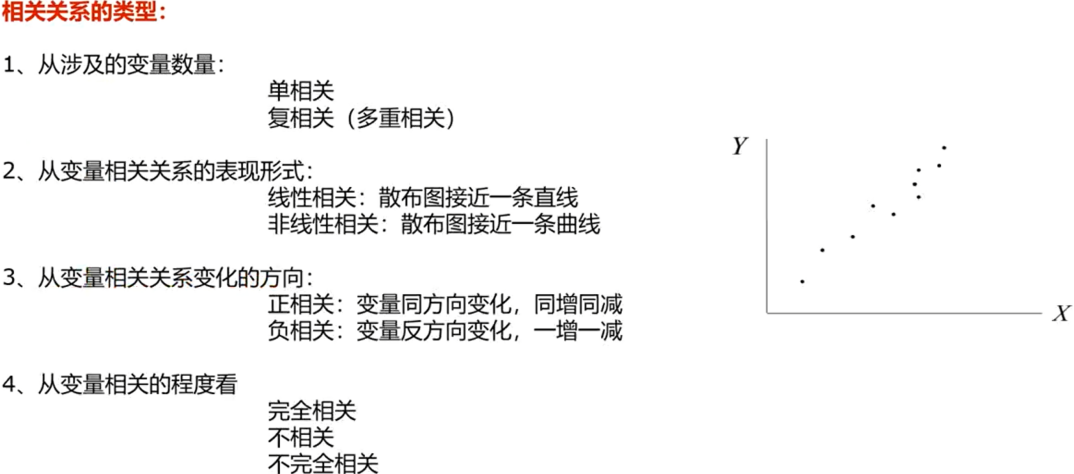 相关关系的类型：
1、从涉及的变量数量：
单相关
复相关（多重相关）
2、从变量相关关系的表现形式：
线性相关：散布图接近一条直线
非线性相关：散布图接近一条曲线
3、从变量相关关系变化的方向：
正相关：变量同方向变化，同增同减
负相关：变量反方向变化，一增一减
4、从变量相关的程度看
完全相关
不相关
不完全相关
Y
X